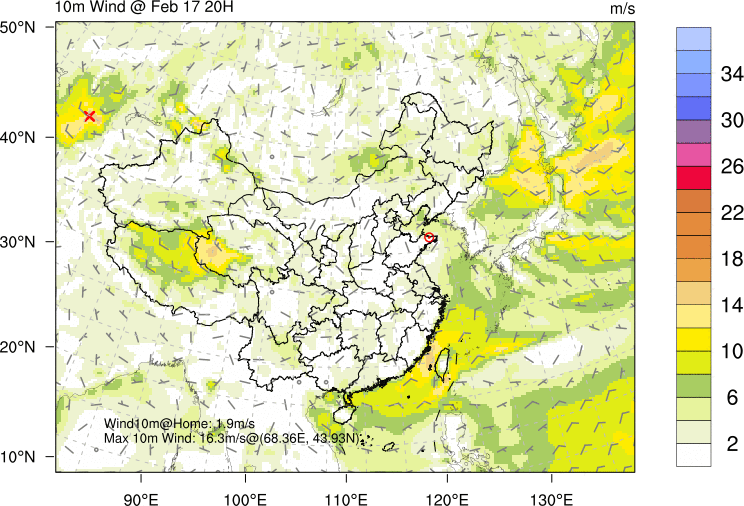 10m Wind @ Feb 17 20H
m/s
50°N
40°N
30°N
20°N
10°N
90°E
100°E
110°E
120°E
130°E
Wind10m@Home: 1.9m/s
Max 10m Wind: 16.3m/s@(68.36E, 43.93N)
34
30
26
22
18
14
10
6
2